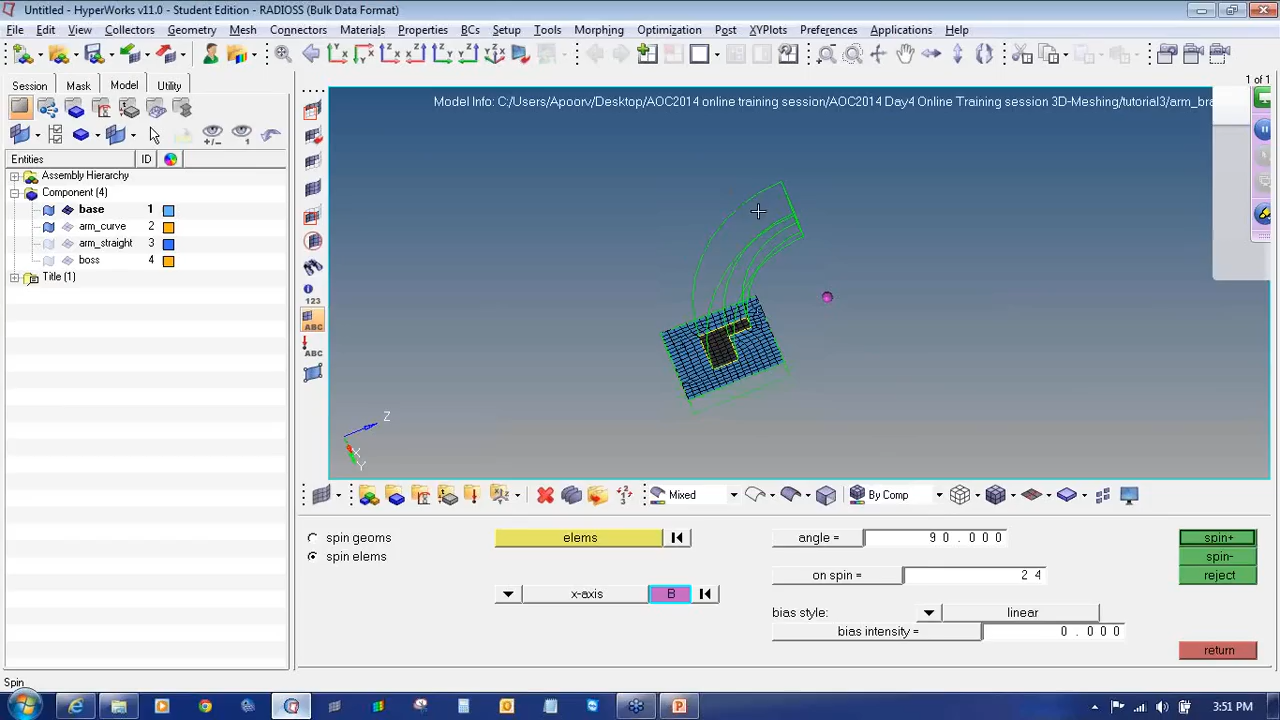 Untitled - HyperWorks v11.0 - Student Edition - RADIOSS (Bulk Data Format)
File Edit View Collectors Geometry Mesh Connectors Materials Properties BCs Setup Tools Morphing Optimization Post XYPlots Preferences Applications Help
Session Mask Model Utility
1 of 1
Model Info: C:/Users/Apoorv/Desktop/AOC2014 online training session/AOC2014 Day4 Online Training session 3D-Meshing/tutorial3/arm_bra
Entities ID
Assembly Hierarchy
Component (4)
base 1
arm_curve 2
arm_straight 3
boss 4
Title (1)
123
ABC
ABC
Z
X
Y
Mixed By Comp
spin geoms
spin elems
elems
x-axis B
angle = 90.000
on spin = 24
bias style: linear
bias intensity = 0.000
spin+
spin-
reject
return
Spin
3:51 PM